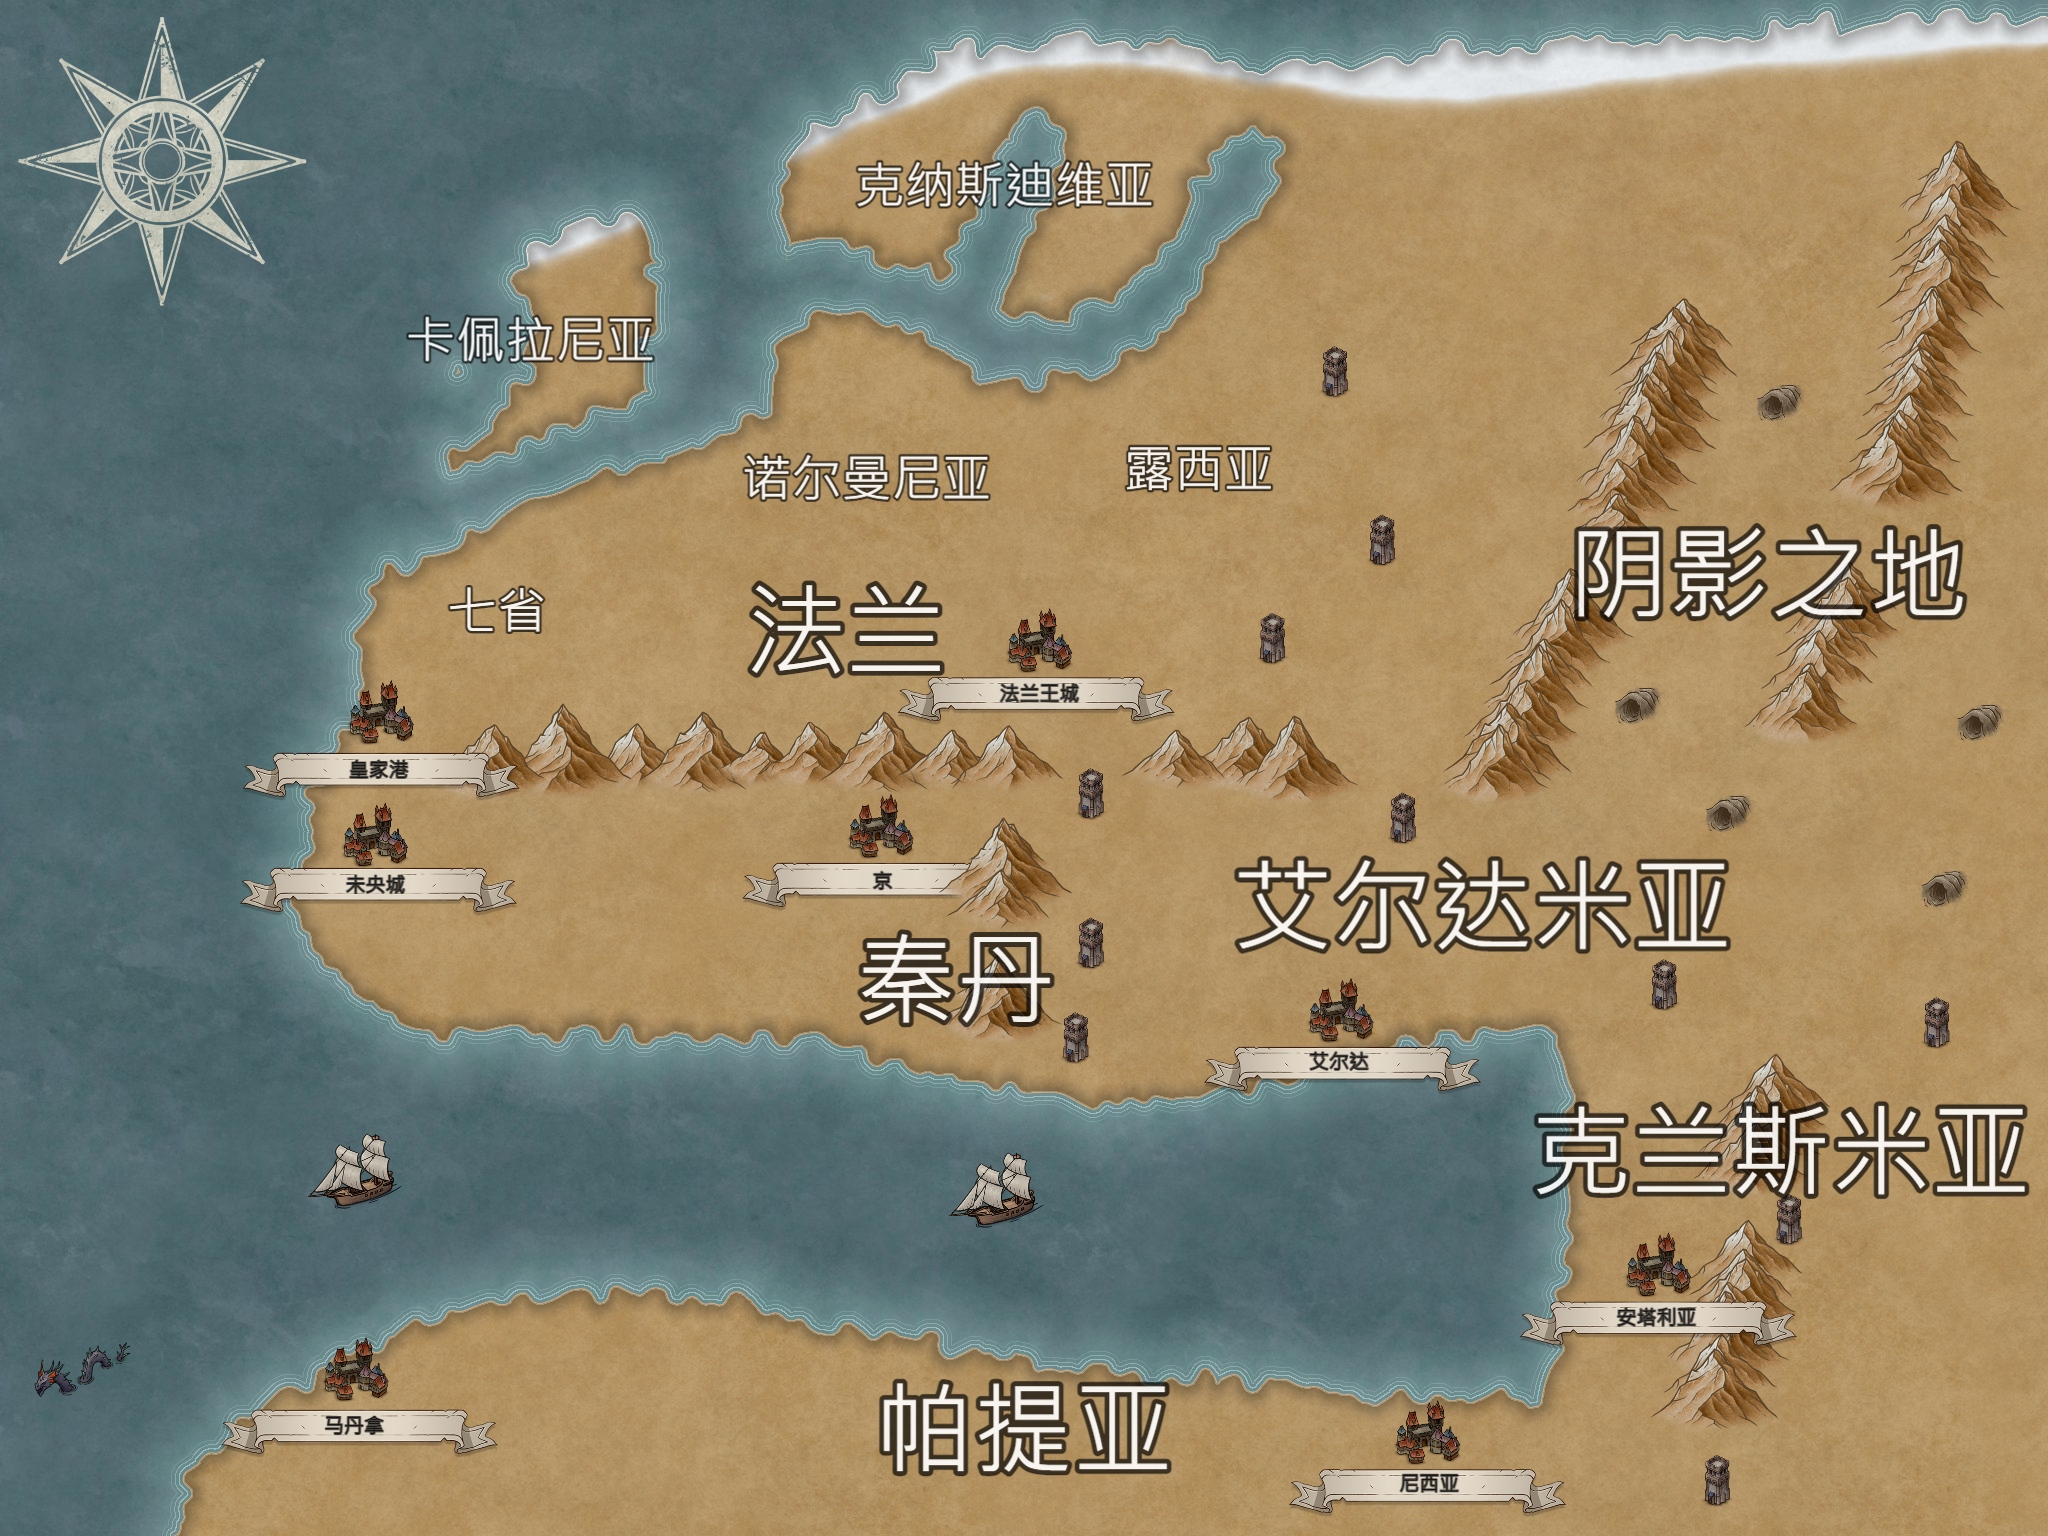 克纳斯迪维亚
卡佩拉尼亚
诺尔曼尼亚
露西亚
阴影之地
七省
法兰
法兰王城
皇家港
未央城
京
艾尔达米亚
秦丹
艾尔达
克兰斯米亚
安塔利亚
马丹拿
帕提亚
尼西亚